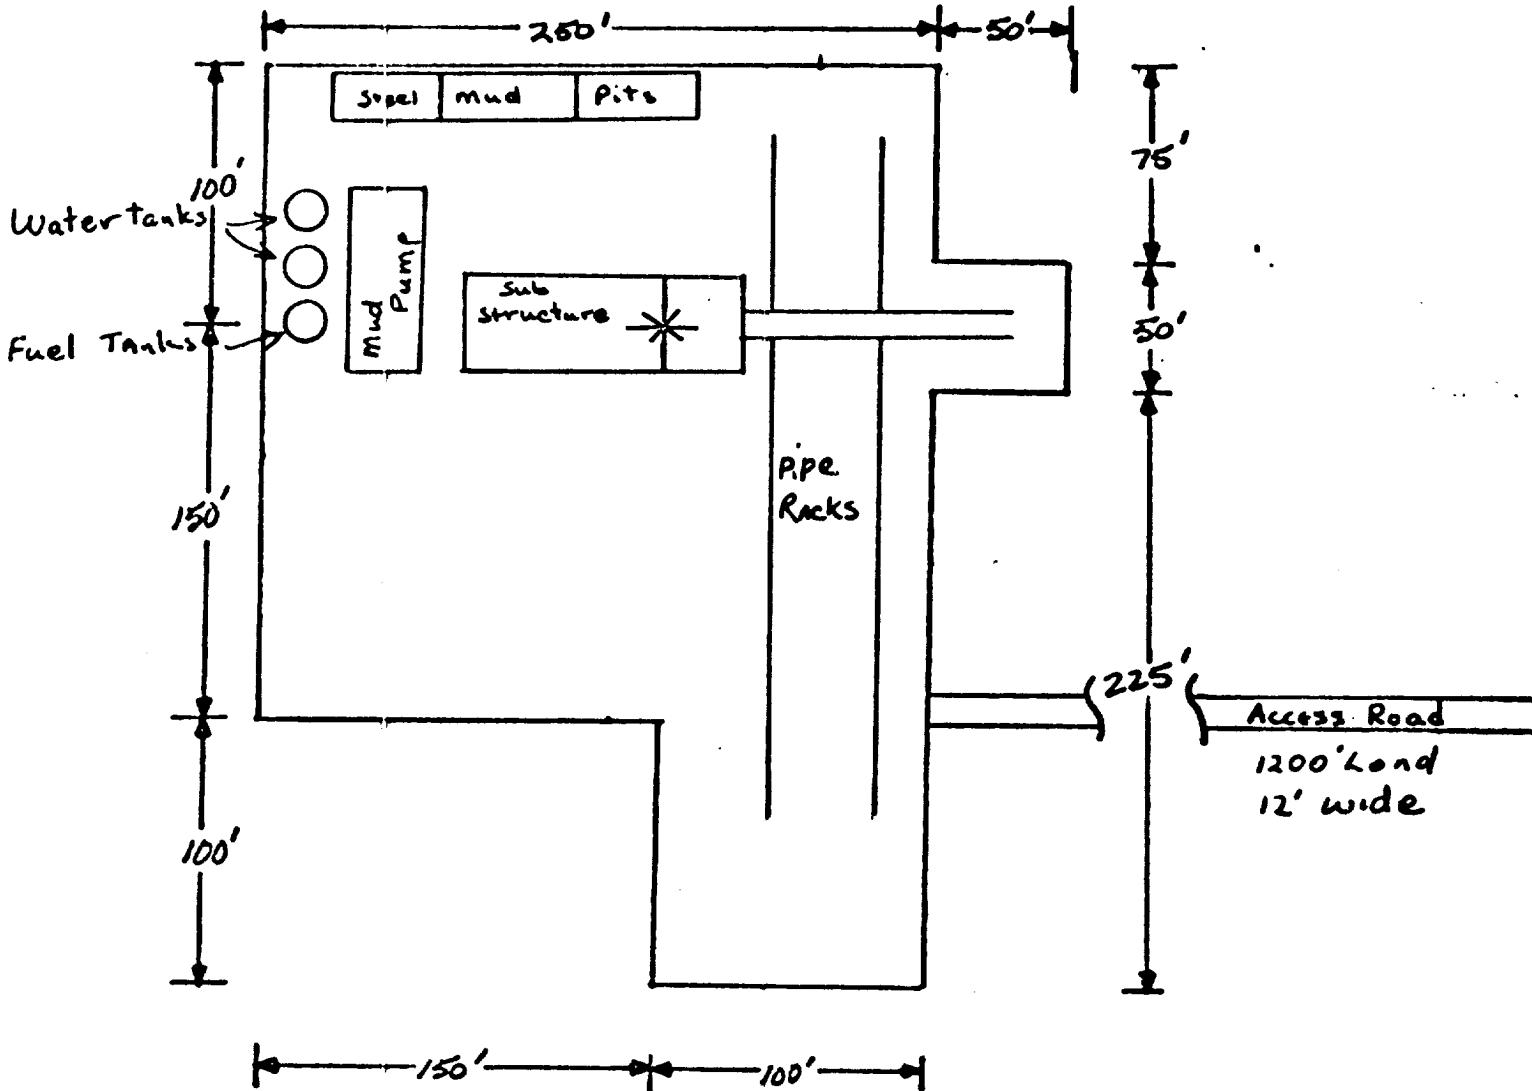 250'
50'
Steel mud Pits
75'
100'
Water tanks
mud
Pump
Sub
structure
50'
Fuel Tanks
Pipe
Racks
150'
225'
Access Road
1200' Lond
12' wide
100'
150'
100'